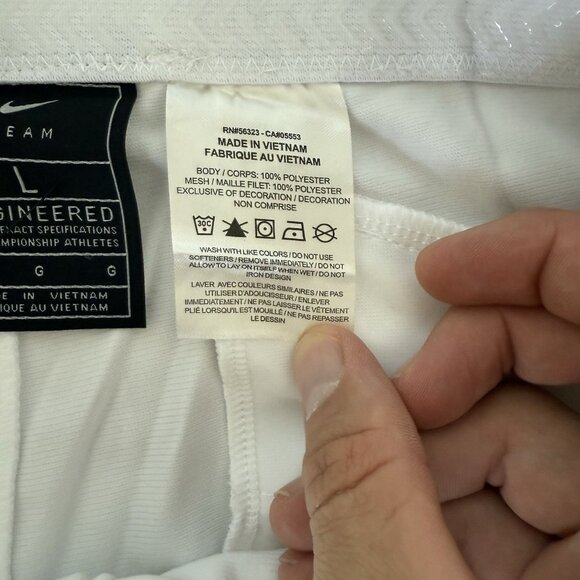 EAM
L
GINEERED
EXACT SPECIFICATIONS
MPIONSHIP ATHLETES
G G
MADE IN VIETNAM
RIQUE AU VIETNAM
RN#56323 - CA#05553
MADE IN VIETNAM
FABRIQUE AU VIETNAM
BODY / CORPS: 100% POLYESTER
MESH / MAILLE FILET: 100% POLYESTER
EXCLUSIVE OF DECORATION / DECORATION
NON COMPRISE
30C
WASH WITH LIKE COLORS / DO NOT USE
SOFTENERS / REMOVE IMMEDIATELY / DO NOT
ALLOW TO LAY ON ITSELF WHEN WET / DO NOT
IRON DESIGN
LAVER AVEC COULEURS SIMILAIRES / NE PAS
UTILISER D'ADOUCISSEUR / ENLEVER
IMMEDIATEMENT / NE PAS LAISSER LE VÊTEMENT
PLIÉ LORSQU'IL EST MOUILLÉ / NE PAS REPASSER
LE DESSIN